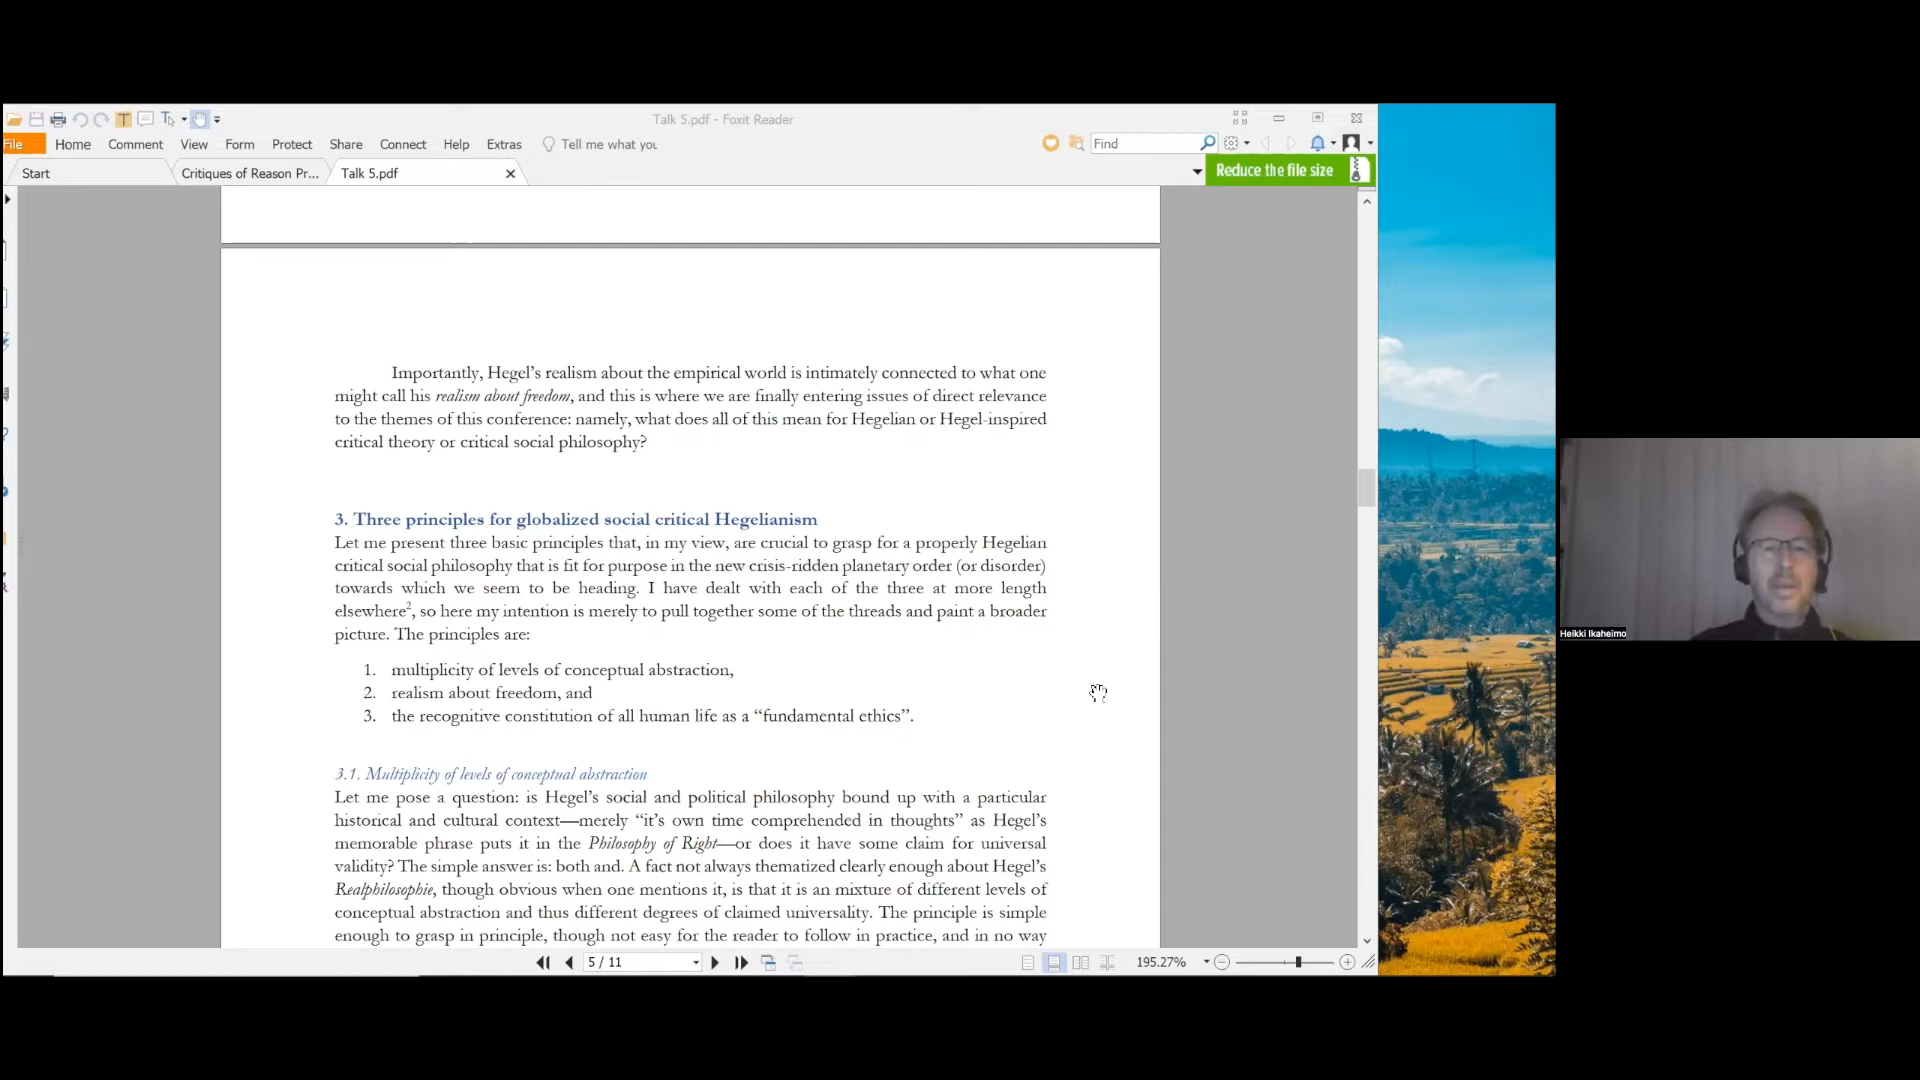 Talk 5.pdf - Foxit Reader
File Home Comment View Form Protect Share Connect Help Extras Tell me what you Find
Start Critiques of Reason Pr... Talk 5.pdf Reduce the file size
Importantly, Hegel’s realism about the empirical world is intimately connected to what one
might call his realism about freedom, and this is where we are finally entering issues of direct relevance
to the themes of this conference: namely, what does all of this mean for Hegelian or Hegel-inspired
critical theory or critical social philosophy?
3. Three principles for globalized social critical Hegelianism
Let me present three basic principles that, in my view, are crucial to grasp for a properly Hegelian
critical social philosophy that is fit for purpose in the new crisis-ridden planetary order (or disorder)
towards which we seem to be heading. I have dealt with each of the three at more length
elsewhere2, so here my intention is merely to pull together some of the threads and paint a broader
picture. The principles are:
1. multiplicity of levels of conceptual abstraction,
2. realism about freedom, and
3. the recognitive constitution of all human life as a “fundamental ethics”.
3.1. Multiplicity of levels of conceptual abstraction
Let me pose a question: is Hegel’s social and political philosophy bound up with a particular
historical and cultural context—merely “it’s own time comprehended in thoughts” as Hegel’s
memorable phrase puts it in the Philosophy of Right—or does it have some claim for universal
validity? The simple answer is: both and. A fact not always thematized clearly enough about Hegel’s
Realphilosophie, though obvious when one mentions it, is that it is an mixture of different levels of
conceptual abstraction and thus different degrees of claimed universality. The principle is simple
enough to grasp in principle, though not easy for the reader to follow in practice, and in no way
5 / 11 195.27%
Heikki Ikaheimo